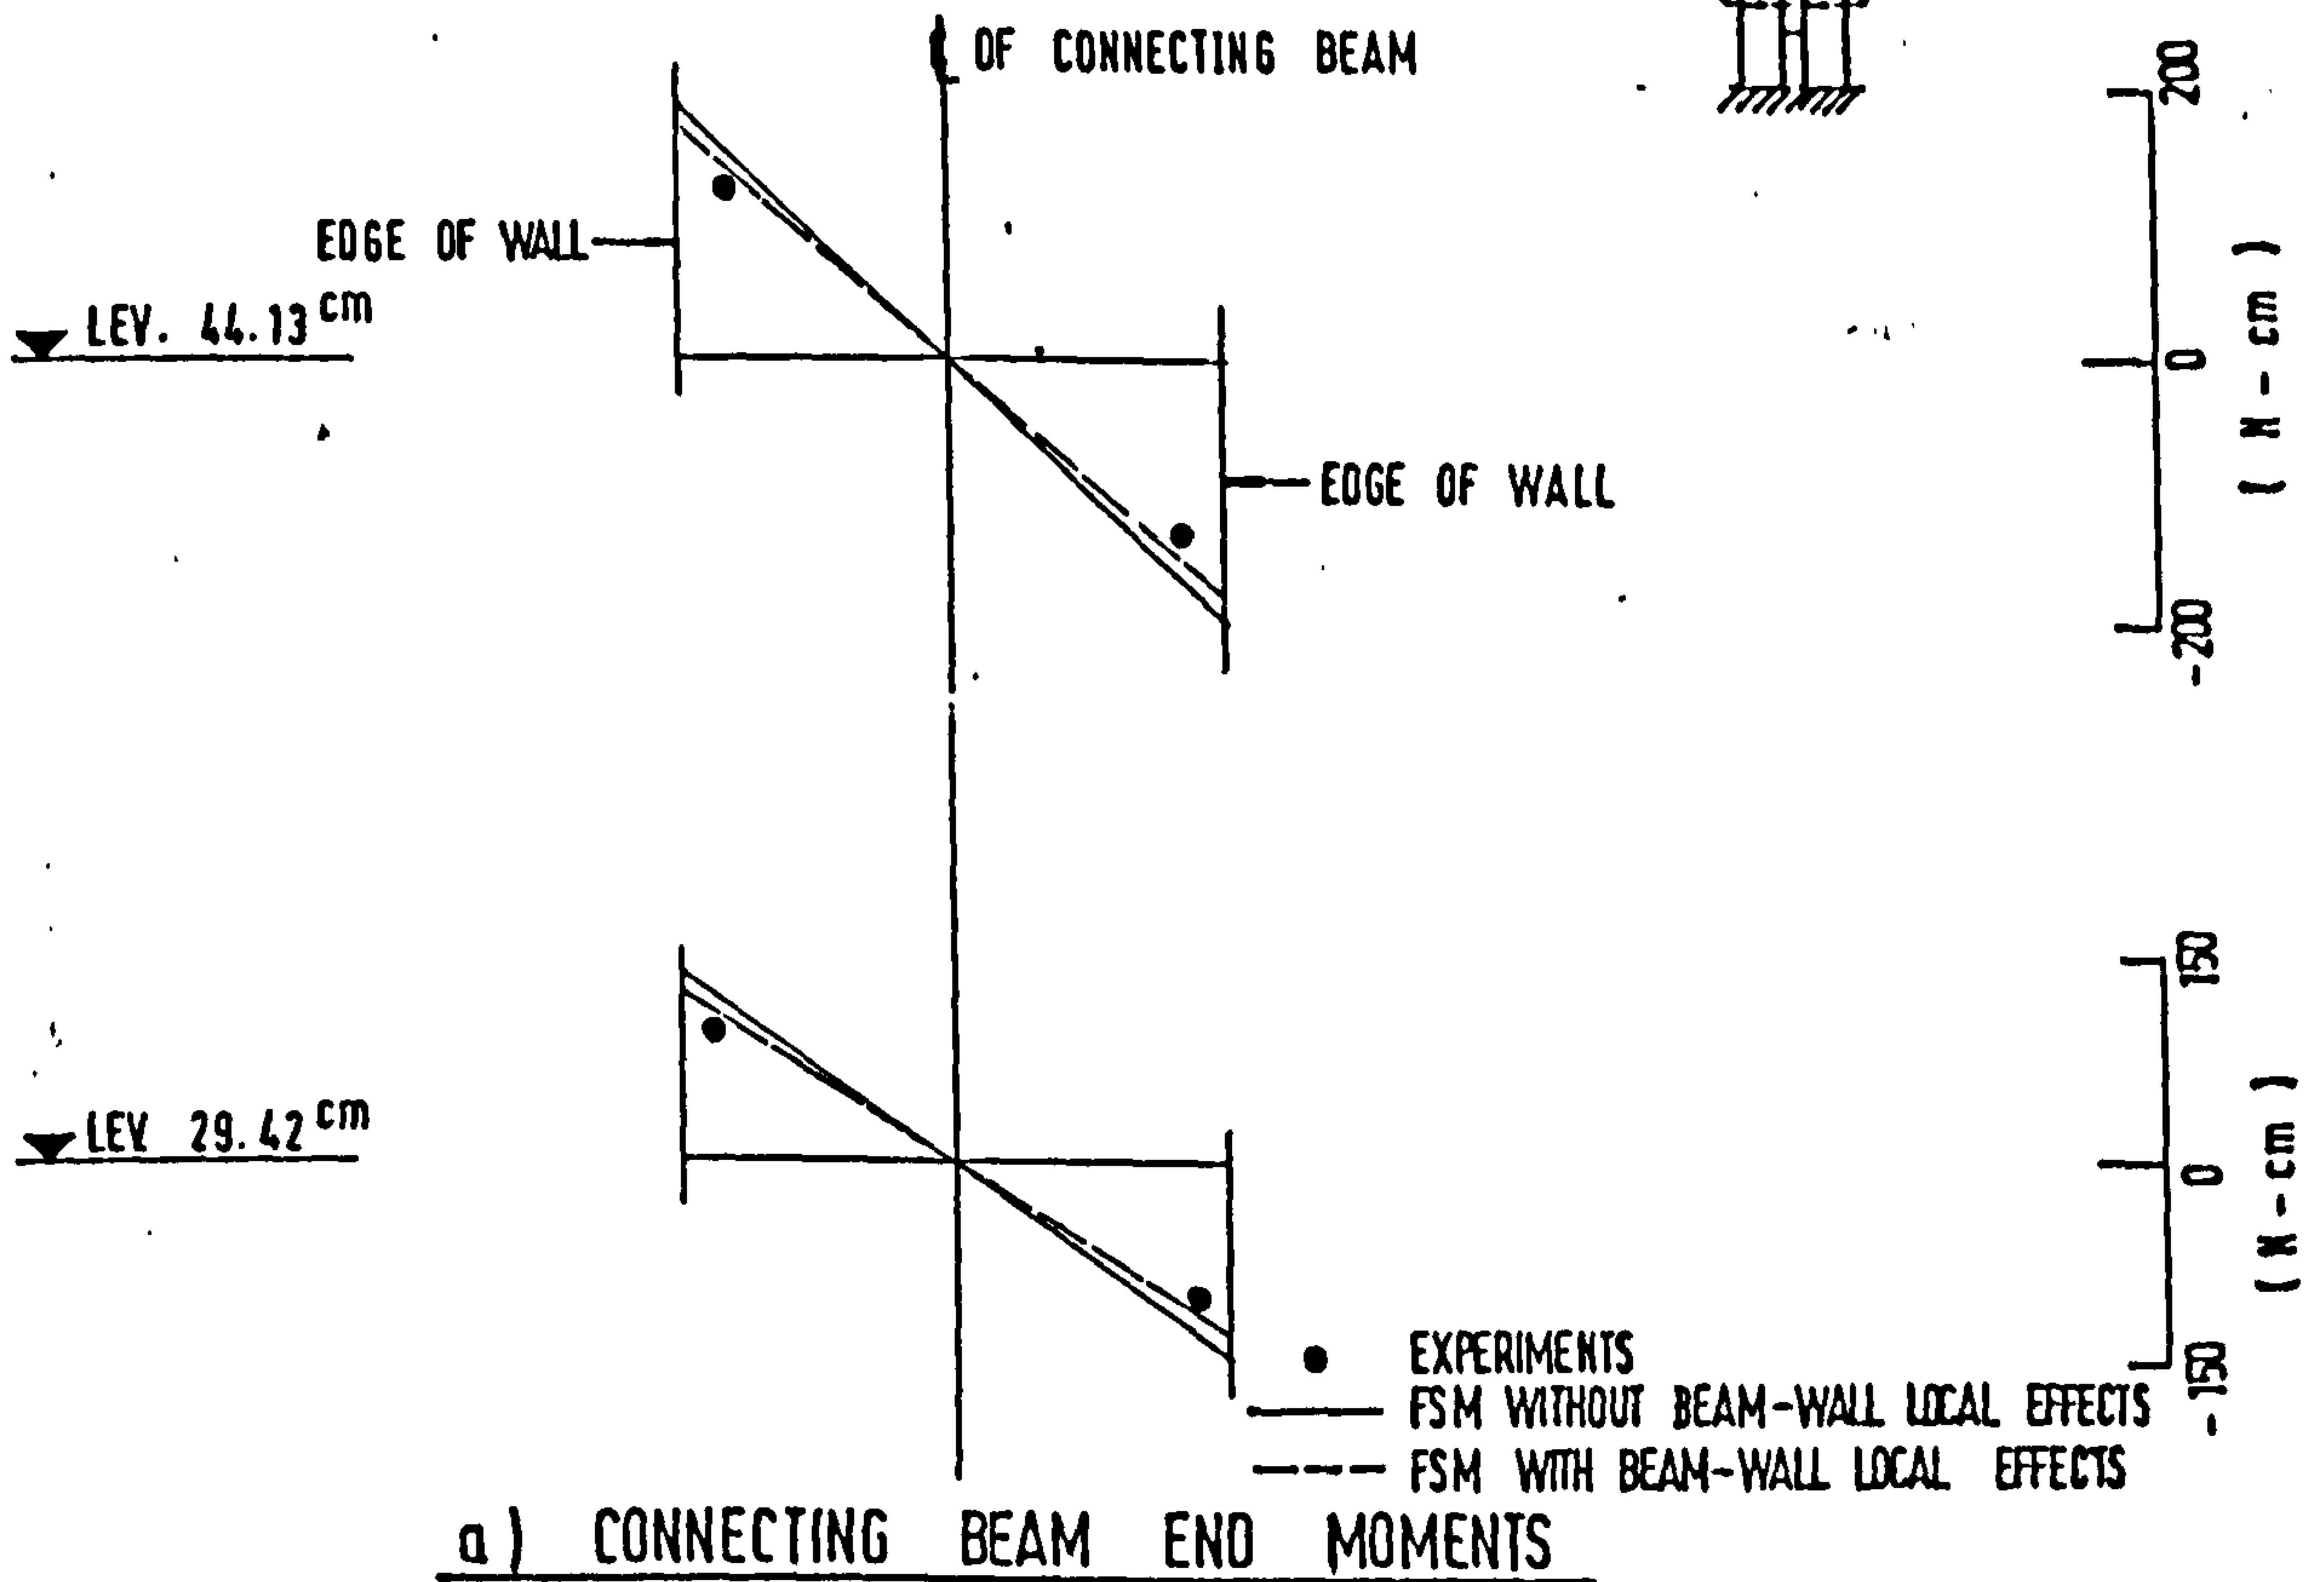 ℄ OF CONNECTING BEAM
EDGE OF WALL
LEV. 44.13 cm
EDGE OF WALL
200
0
-200
(N-cm)
LEV 29.42 cm
150
0
-150
(N-cm)
EXPERIMENTS
FSM WITHOUT BEAM-WALL LOCAL EFFECTS
FSM WITH BEAM-WALL LOCAL EFFECTS
a) CONNECTING BEAM END MOMENTS